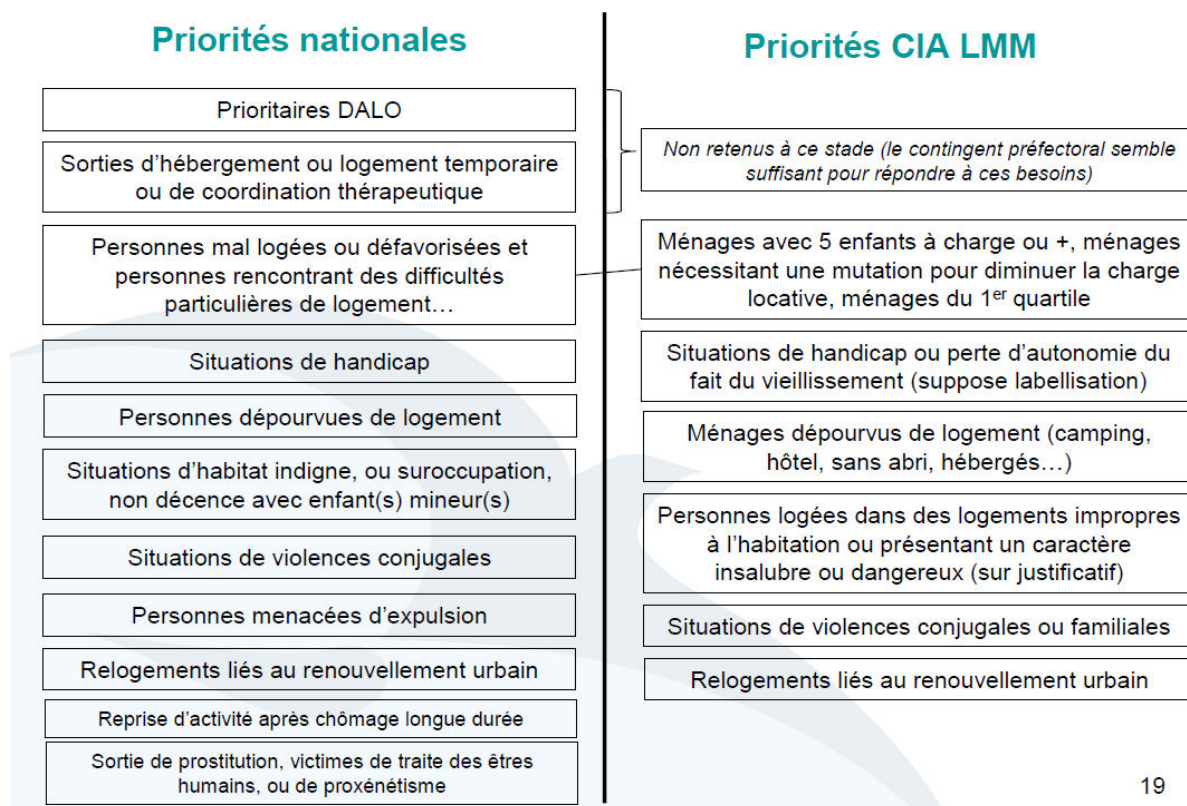 Priorités nationales
Prioritaires DALO
Sorties d’hébergement ou logement temporaire
ou de coordination thérapeutique
Personnes mal logées ou défavorisées et
personnes rencontrant des difficultés
particulières de logement…
Situations de handicap
Personnes dépourvues de logement
Situations d’habitat indigne, ou suroccupation,
non décence avec enfant(s) mineur(s)
Situations de violences conjugales
Personnes menacées d’expulsion
Relogements liés au renouvellement urbain
Reprise d’activité après chômage longue durée
Sortie de prostitution, victimes de traite des êtres
humains, ou de proxénétisme
Priorités CIA LMM
Non retenus à ce stade (le contingent préfectoral semble
suffisant pour répondre à ces besoins)
Ménages avec 5 enfants à charge ou +, ménages
nécessitant une mutation pour diminuer la charge
locative, ménages du 1er quartile
Situations de handicap ou perte d’autonomie du
fait du vieillissement (suppose labellisation)
Ménages dépourvus de logement (camping,
hôtel, sans abri, hébergés…)
Personnes logées dans des logements impropres
à l’habitation ou présentant un caractère
insalubre ou dangereux (sur justificatif)
Situations de violences conjugales ou familiales
Relogements liés au renouvellement urbain
19